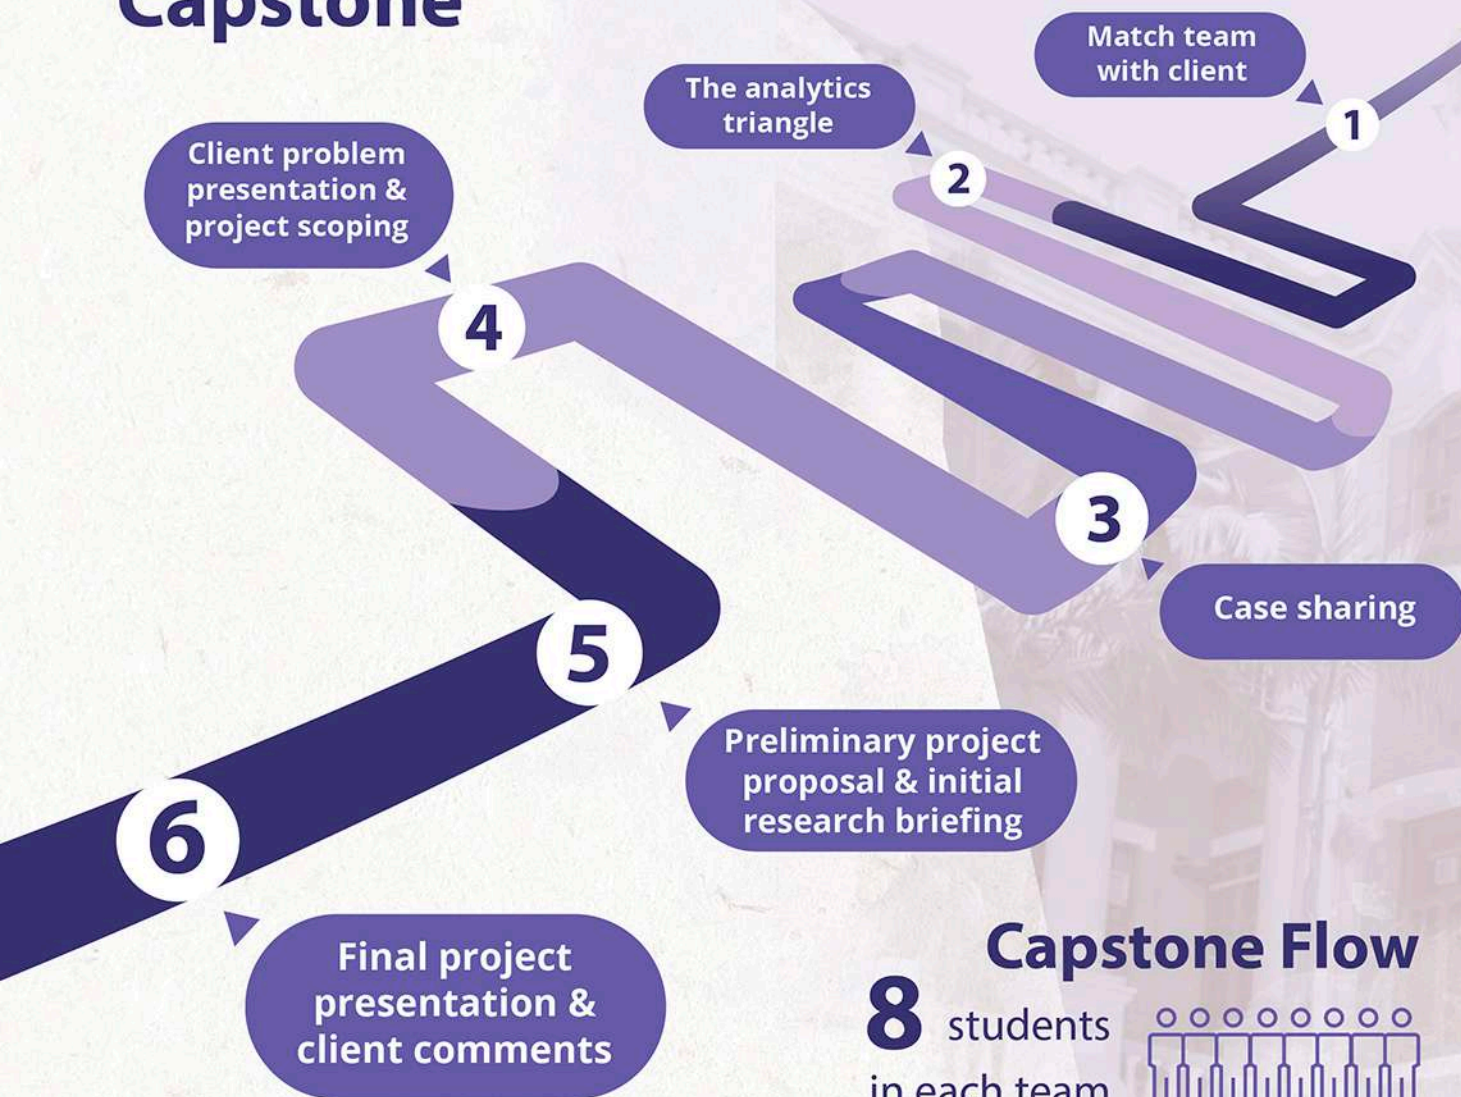 Capstone
Match team
with client
1
The analytics
triangle
2
Client problem
presentation &
project scoping
4
3
Case sharing
5
Preliminary project
proposal & initial
research briefing
6
Final project
presentation &
client comments
Capstone Flow
8 students
in each team